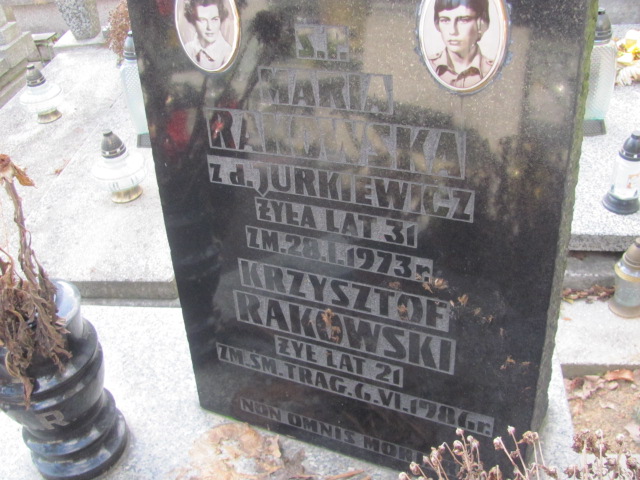 Ś.P.
MARIA
RAKOWSKA
Z d. JURKIEWICZ
ŻYŁA LAT 31
ZM. 28.I.1973 r.
KRZYSZTOF
RAKOWSKI
ŻYŁ LAT 21
ZM. ŚM. TRAG. 6.VI.1986 r.
NON OMNIS MOR
R